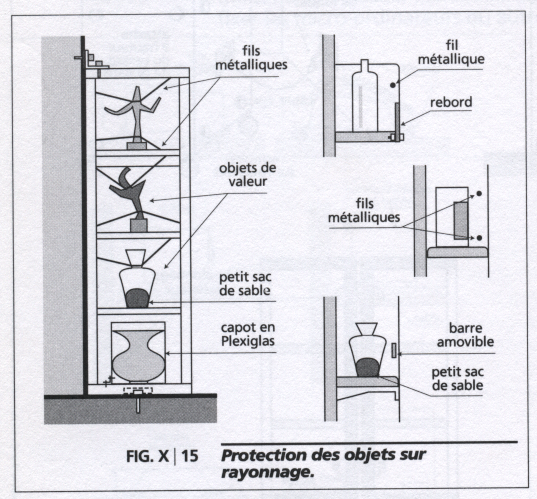 fils
métalliques
objets de
valeur
petit sac
de sable
capot en
Plexiglas
fil
métallique
rebord
fils
métalliques
barre
amovible
petit sac
de sable
FIG. X | 15 Protection des objets sur
rayonnage.